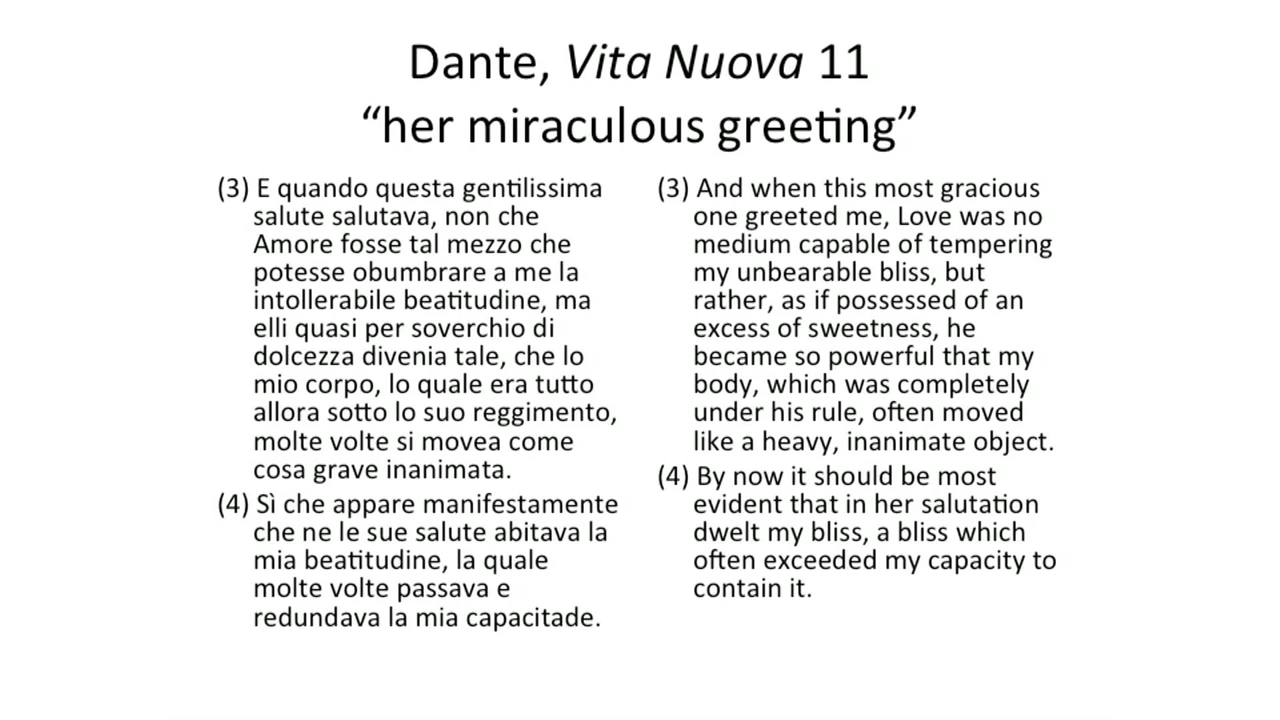 Dante, Vita Nuova 11
“her miraculous greeting”
(3) E quando questa gentilissima
salute salutava, non che
Amore fosse tal mezzo che
potesse obumbrare a me la
intollerabile beatitudine, ma
elli quasi per soverchio di
dolcezza divenia tale, che lo
mio corpo, lo quale era tutto
allora sotto lo suo reggimento,
molte volte si movea come
cosa grave inanimata.
(4) Sì che appare manifestamente
che ne le sue salute abitava la
mia beatitudine, la quale
molte volte passava e
redundava la mia capacitade.
(3) And when this most gracious
one greeted me, Love was no
medium capable of tempering
my unbearable bliss, but
rather, as if possessed of an
excess of sweetness, he
became so powerful that my
body, which was completely
under his rule, often moved
like a heavy, inanimate object.
(4) By now it should be most
evident that in her salutation
dwelt my bliss, a bliss which
often exceeded my capacity to
contain it.